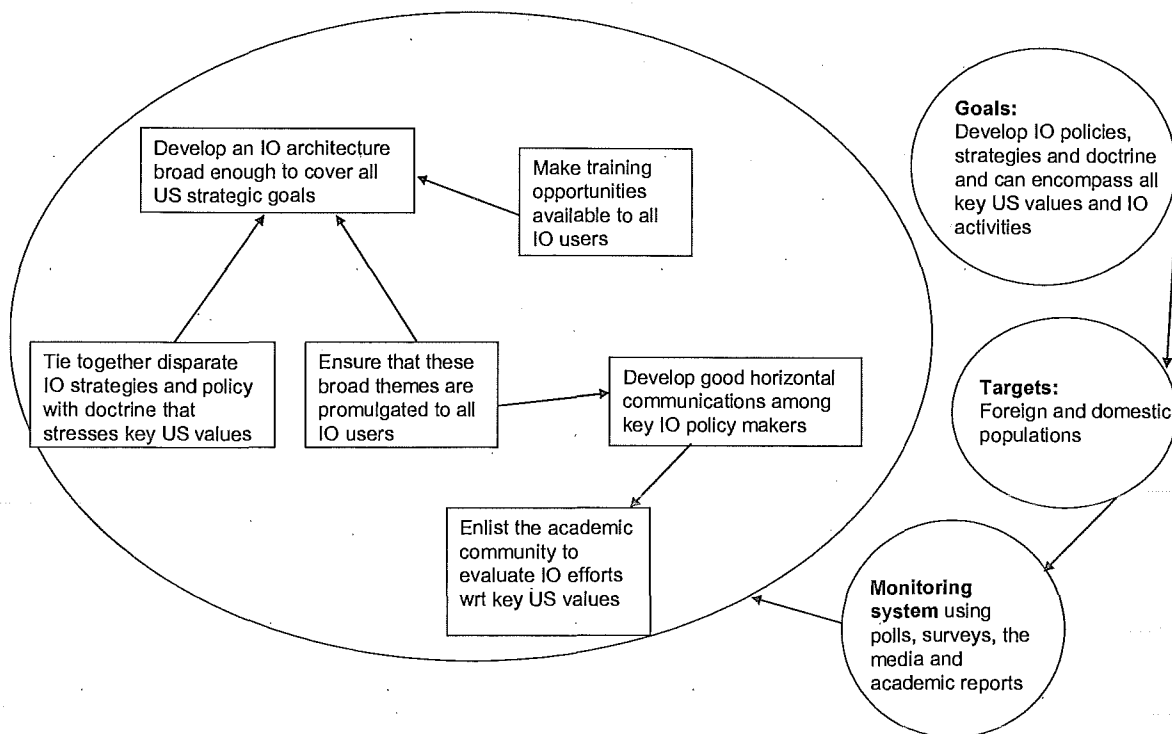 Develop an IO architecture
broad enough to cover all
US strategic goals
Make training
opportunities
available to all
IO users
Tie together disparate
IO strategies and policy
with doctrine that
stresses key US values
Ensure that these
broad themes are
promulgated to all
IO users
Develop good horizontal
communications among
key IO policy makers
Enlist the academic
community to
evaluate IO efforts
wrt key US values
Goals:
Develop IO policies,
strategies and doctrine
and can encompass all
key US values and IO
activities
Targets:
Foreign and domestic
populations
Monitoring
system using
polls, surveys, the
media and
academic reports